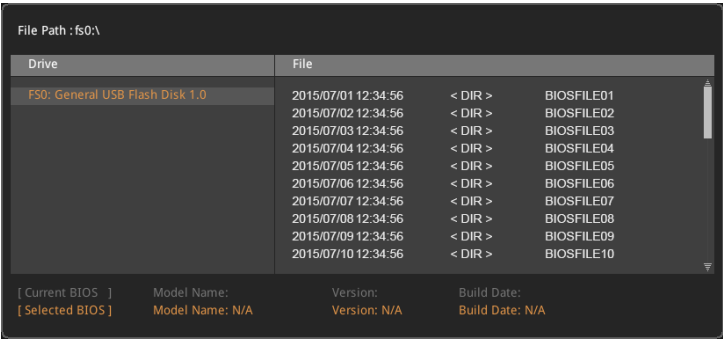 File Path : fs0:\
Drive File
FS0: General USB Flash Disk 1.0
2015/07/01 12:34:56 < DIR > BIOSFILE01
2015/07/02 12:34:56 < DIR > BIOSFILE02
2015/07/03 12:34:56 < DIR > BIOSFILE03
2015/07/04 12:34:56 < DIR > BIOSFILE04
2015/07/05 12:34:56 < DIR > BIOSFILE05
2015/07/06 12:34:56 < DIR > BIOSFILE06
2015/07/07 12:34:56 < DIR > BIOSFILE07
2015/07/08 12:34:56 < DIR > BIOSFILE08
2015/07/09 12:34:56 < DIR > BIOSFILE09
2015/07/10 12:34:56 < DIR > BIOSFILE10
[ Current BIOS ] Model Name: Version: Build Date:
[ Selected BIOS ] Model Name: N/A Version: N/A Build Date: N/A